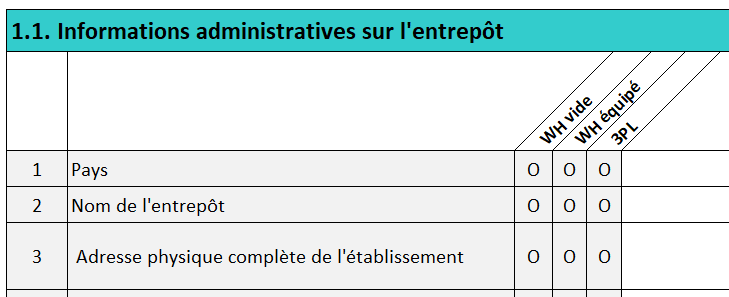 1.1. Informations administratives sur l'entrepôt
WH vide
WH équipé
3PL
1 Pays O O O
2 Nom de l'entrepôt O O O
3 Adresse physique complète de l'établissement O O O